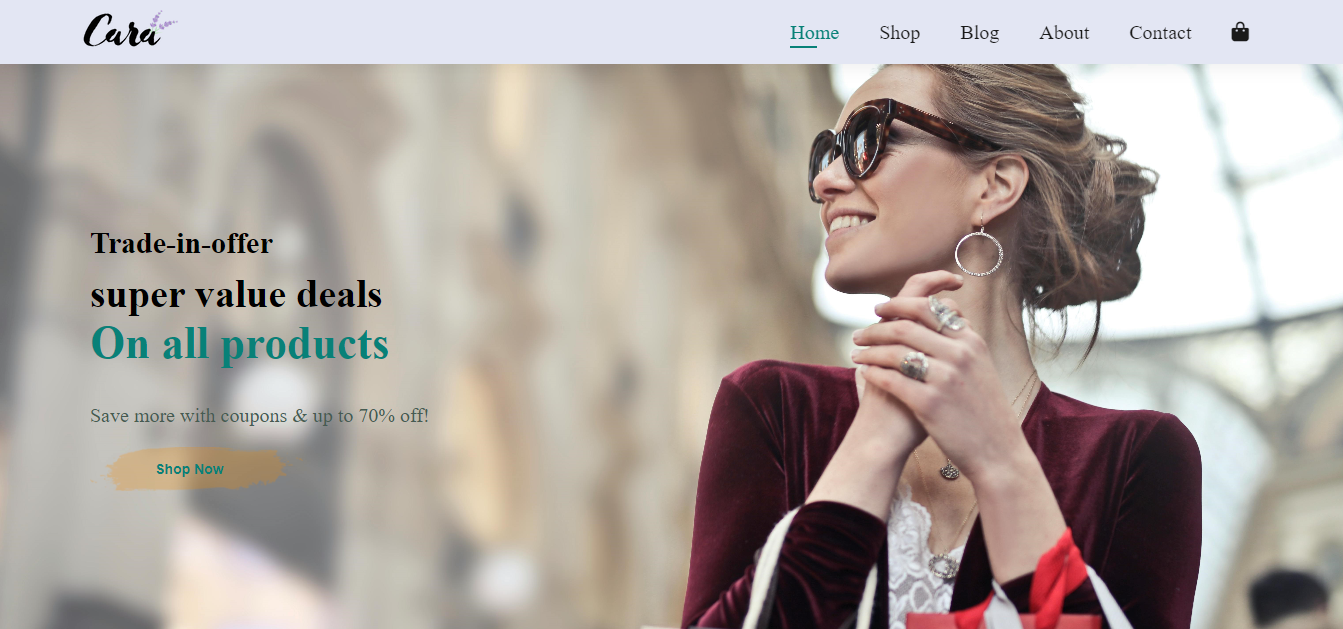 Cara
Home Shop Blog About Contact
Trade-in-offer
super value deals
On all products
Save more with coupons & up to 70% off!
Shop Now